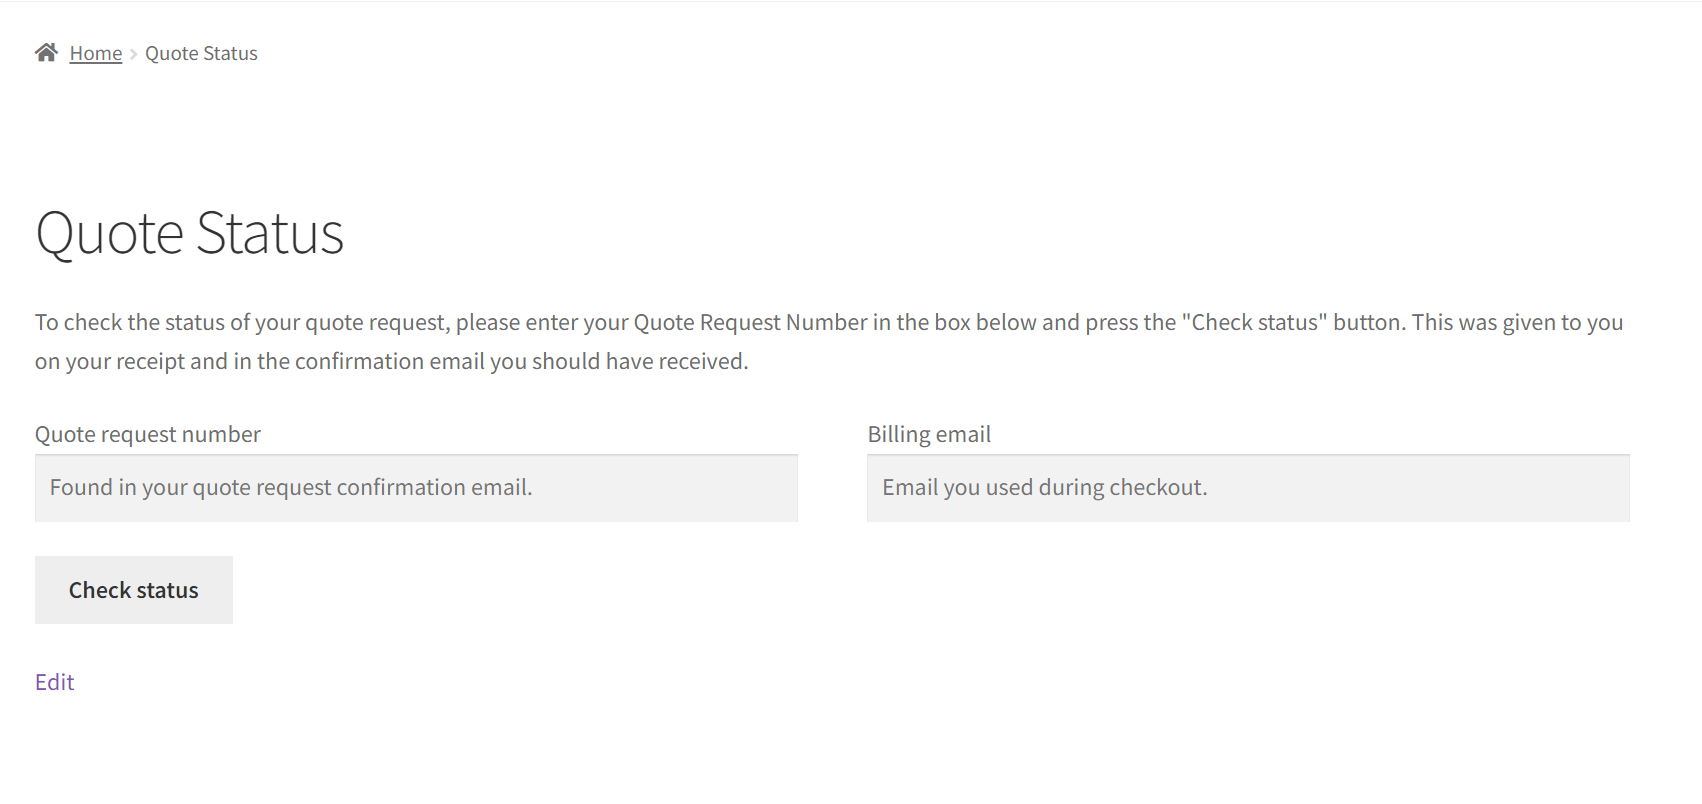 Home > Quote Status
Quote Status
To check the status of your quote request, please enter your Quote Request Number in the box below and press the "Check status" button. This was given to you
on your receipt and in the confirmation email you should have received.
Quote request number
Found in your quote request confirmation email.
Billing email
Email you used during checkout.
Check status
Edit